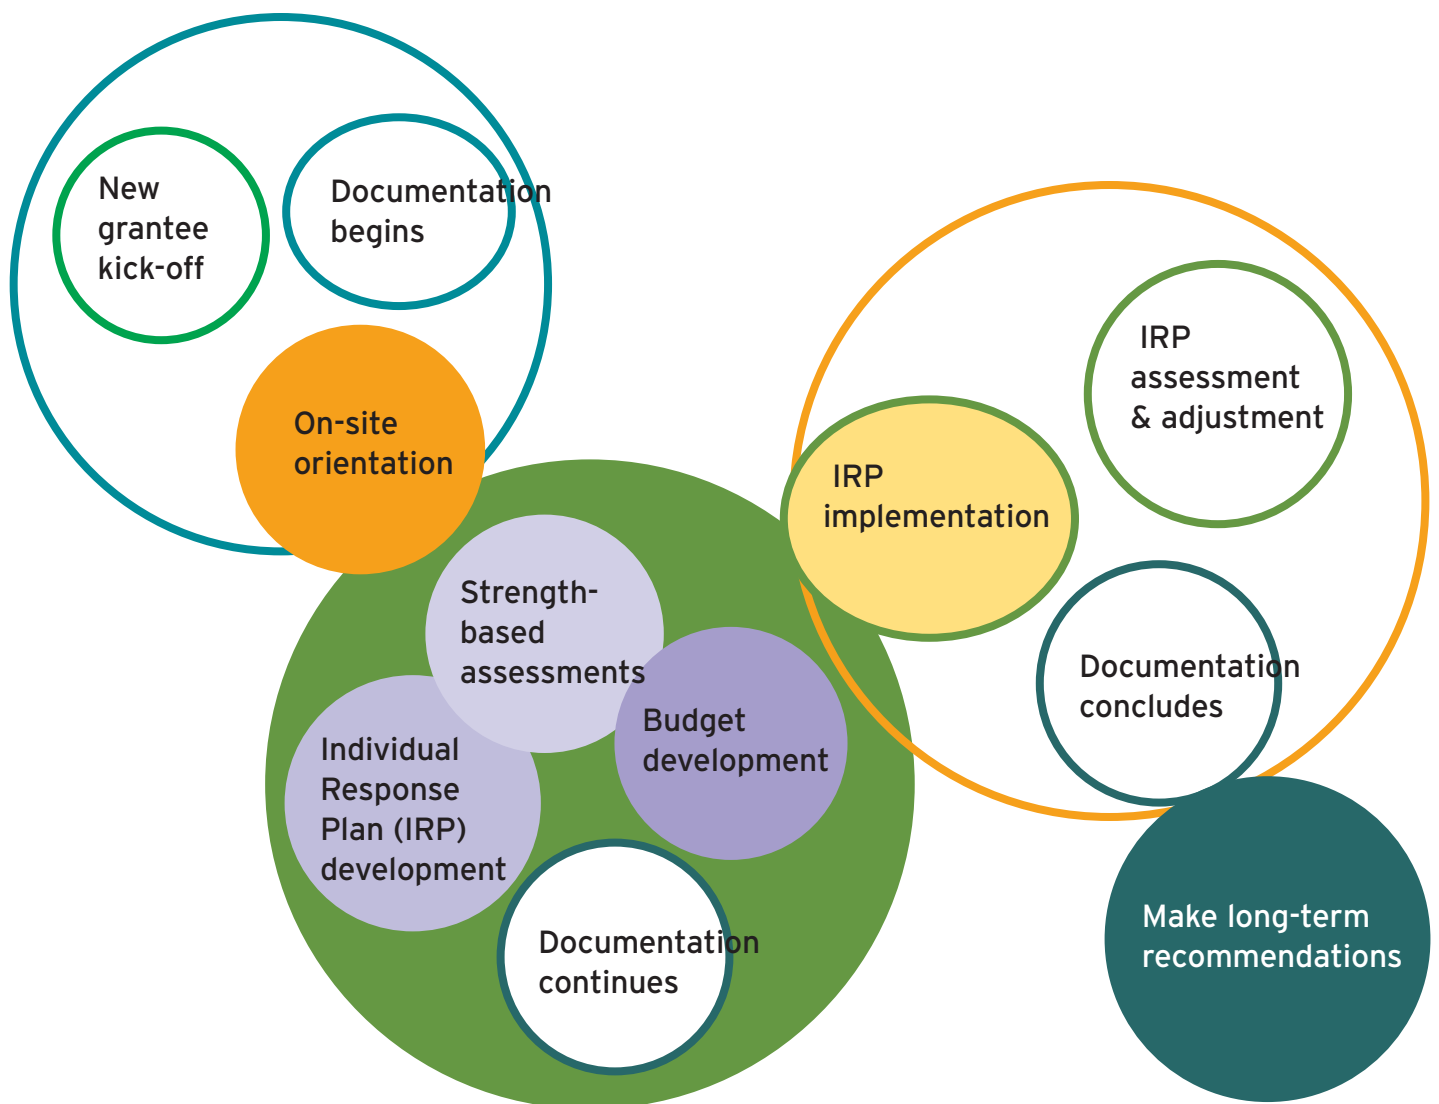 New
grantee
kick-off
Documentation
begins
On-site
orientation
Strength-
based
assessments
Budget
development
Individual
Response
Plan (IRP)
development
Documentation
continues
IRP
implementation
IRP
assessment
& adjustment
Documentation
concludes
Make long-term
recommendations